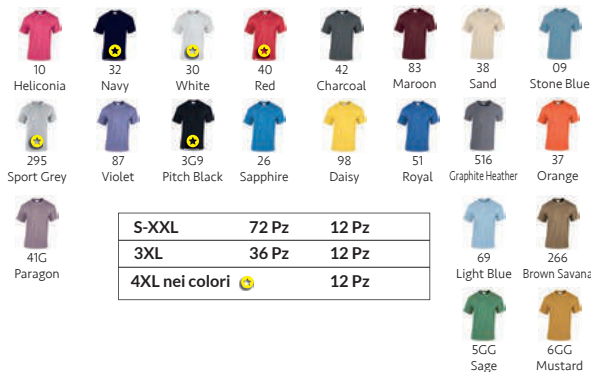 10 32 30 40 42 83 38 09
Heliconia Navy White Red Charcoal Maroon Sand Stone Blue
295 87 3G9 26 98 51 516 37
Sport Grey Violet Pitch Black Sapphire Daisy Royal Graphite Heather Orange
41G
Paragon
S-XXL 72 Pz 12 Pz
3XL 36 Pz 12 Pz
4XL nei colori 12 Pz
69 266
Light Blue Brown Savana
5GG 6GG
Sage Mustard